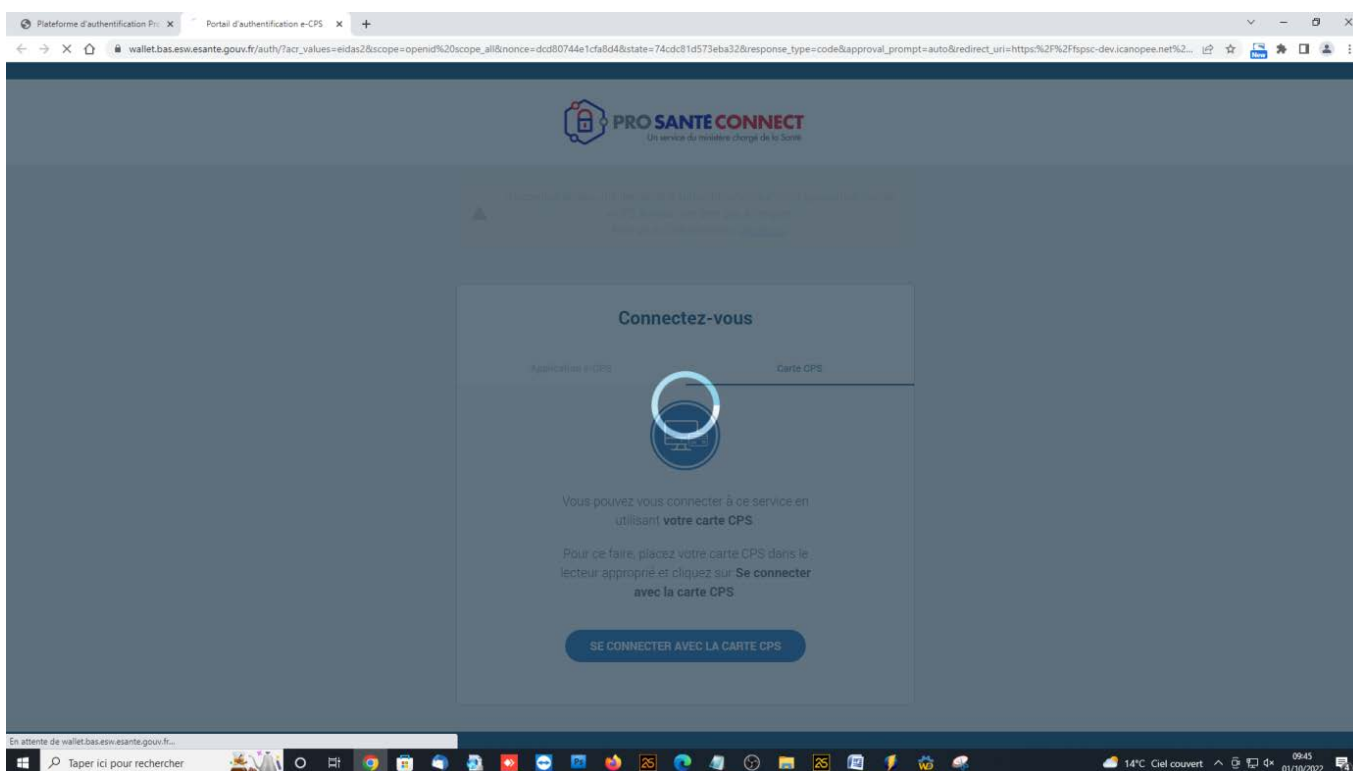 Plateforme d'authentification Pr
Portail d'authentification e-CPS
wallet.bas.esw.esante.gouv.fr/auth/?acr_values=eidas2&scope=openid%20scope_all&nonce=dcd80744e1cfa8d4&state=74cdc81d573eba32&response_type=code&approval_prompt=auto&redirect_uri=https:%2F%2Ffspsc-dev.icanopee.net%2...
New
PRO SANTÉ CONNECT
Un service du ministère chargé de la Santé
Connectez-vous
Application e-CPS
Carte CPS
Vous pouvez vous connecter à ce service en
utilisant votre carte CPS
Pour ce faire, placez votre carte CPS dans le
lecteur approprié et cliquez sur Se connecter
avec la carte CPS
SE CONNECTER AVEC LA CARTE CPS
En attente de wallet.bas.esw.esante.gouv.fr...
Taper ici pour rechercher
14°C Ciel couvert
09:45
01/10/2022